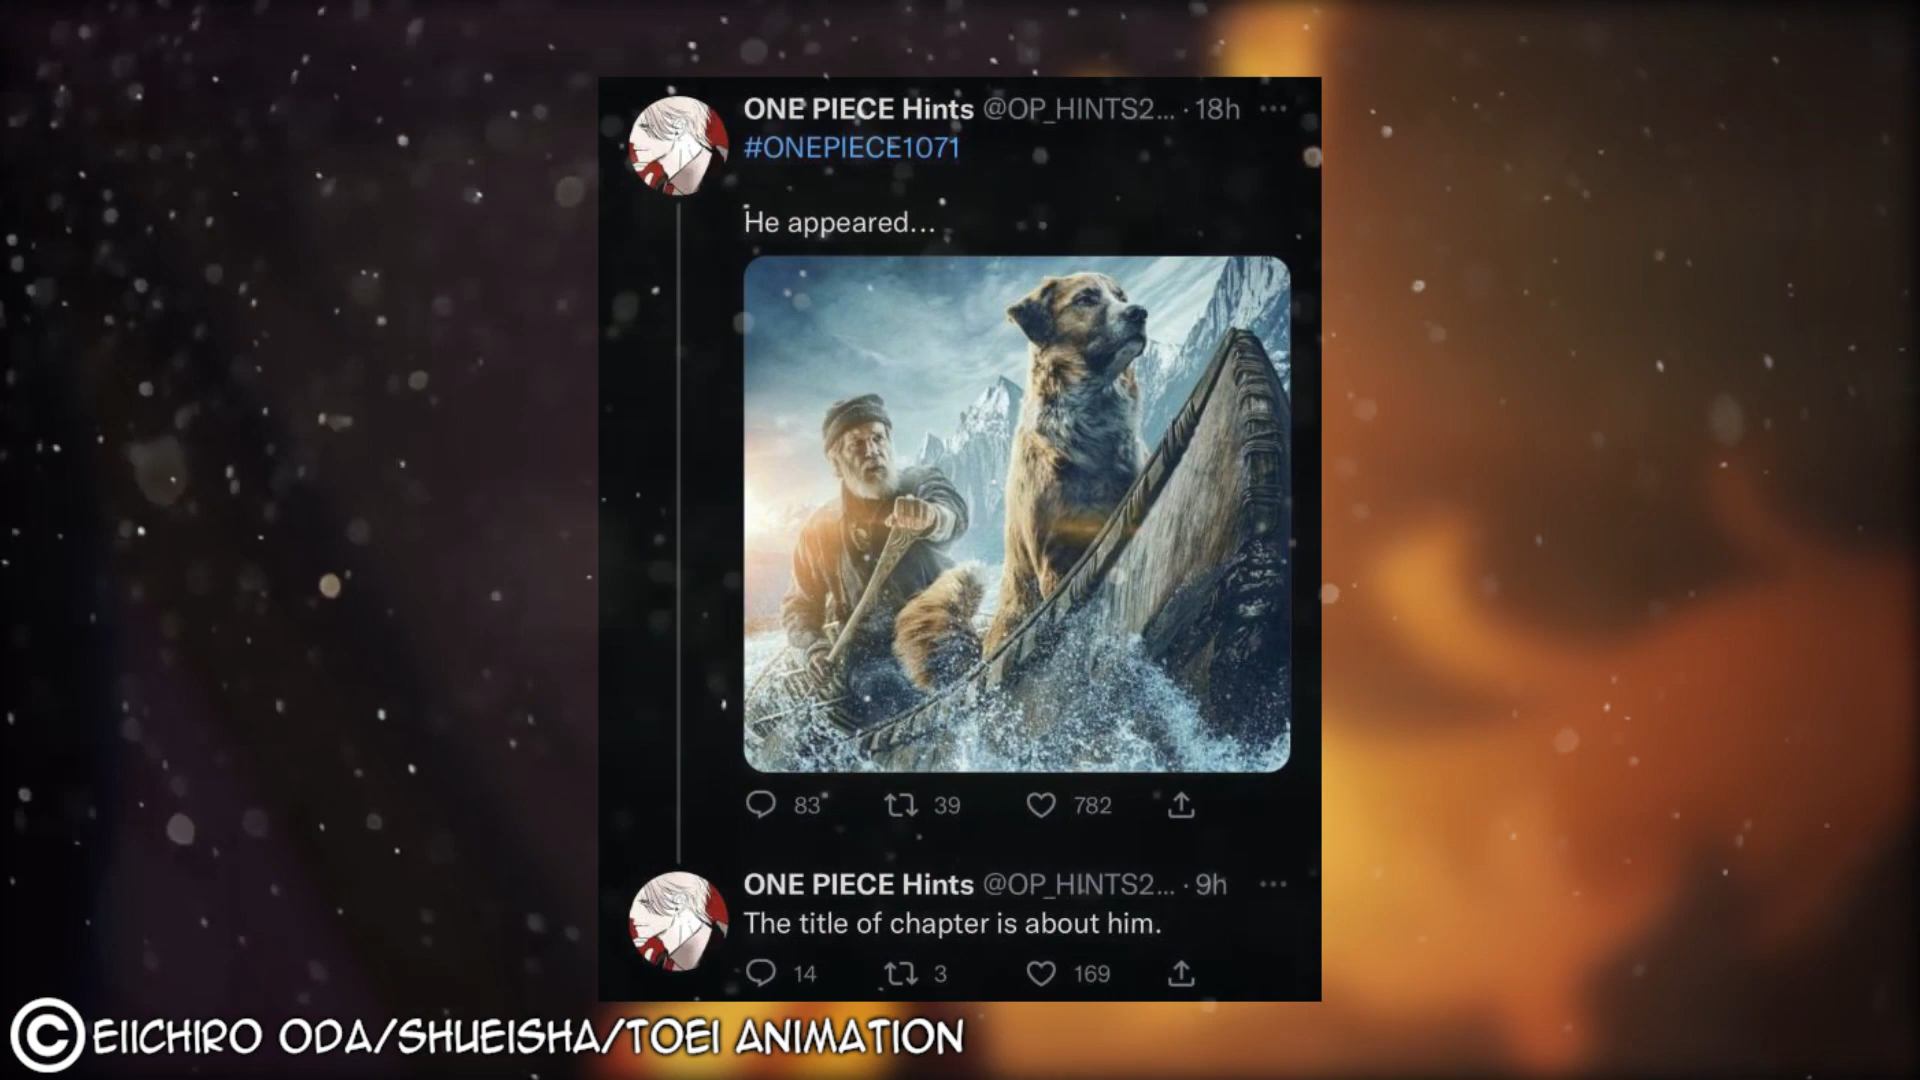 ONE PIECE Hints @OP_HINTS2... · 18h ···
#ONEPIECE1071
He appeared...
83 39 782
ONE PIECE Hints @OP_HINTS2... · 9h ···
The title of chapter is about him.
14 3 169
© EIICHIRO ODA/SHUEISHA/TOEI ANIMATION